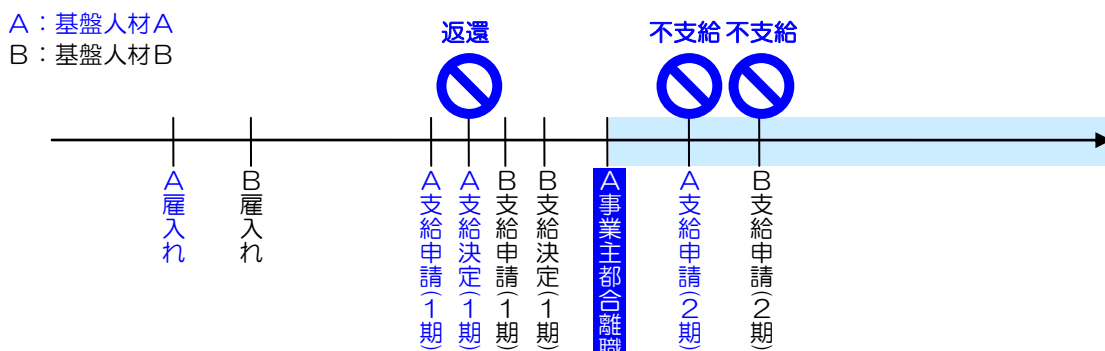 A:基盤人材A
B:基盤人材B
返還
不支給
不支給
A雇入れ
B雇入れ
A支給申請(1期)
A支給決定(1期)
B支給申請(1期)
B支給決定(1期)
A事業主都合離職
A支給申請(2期)
B支給申請(2期)